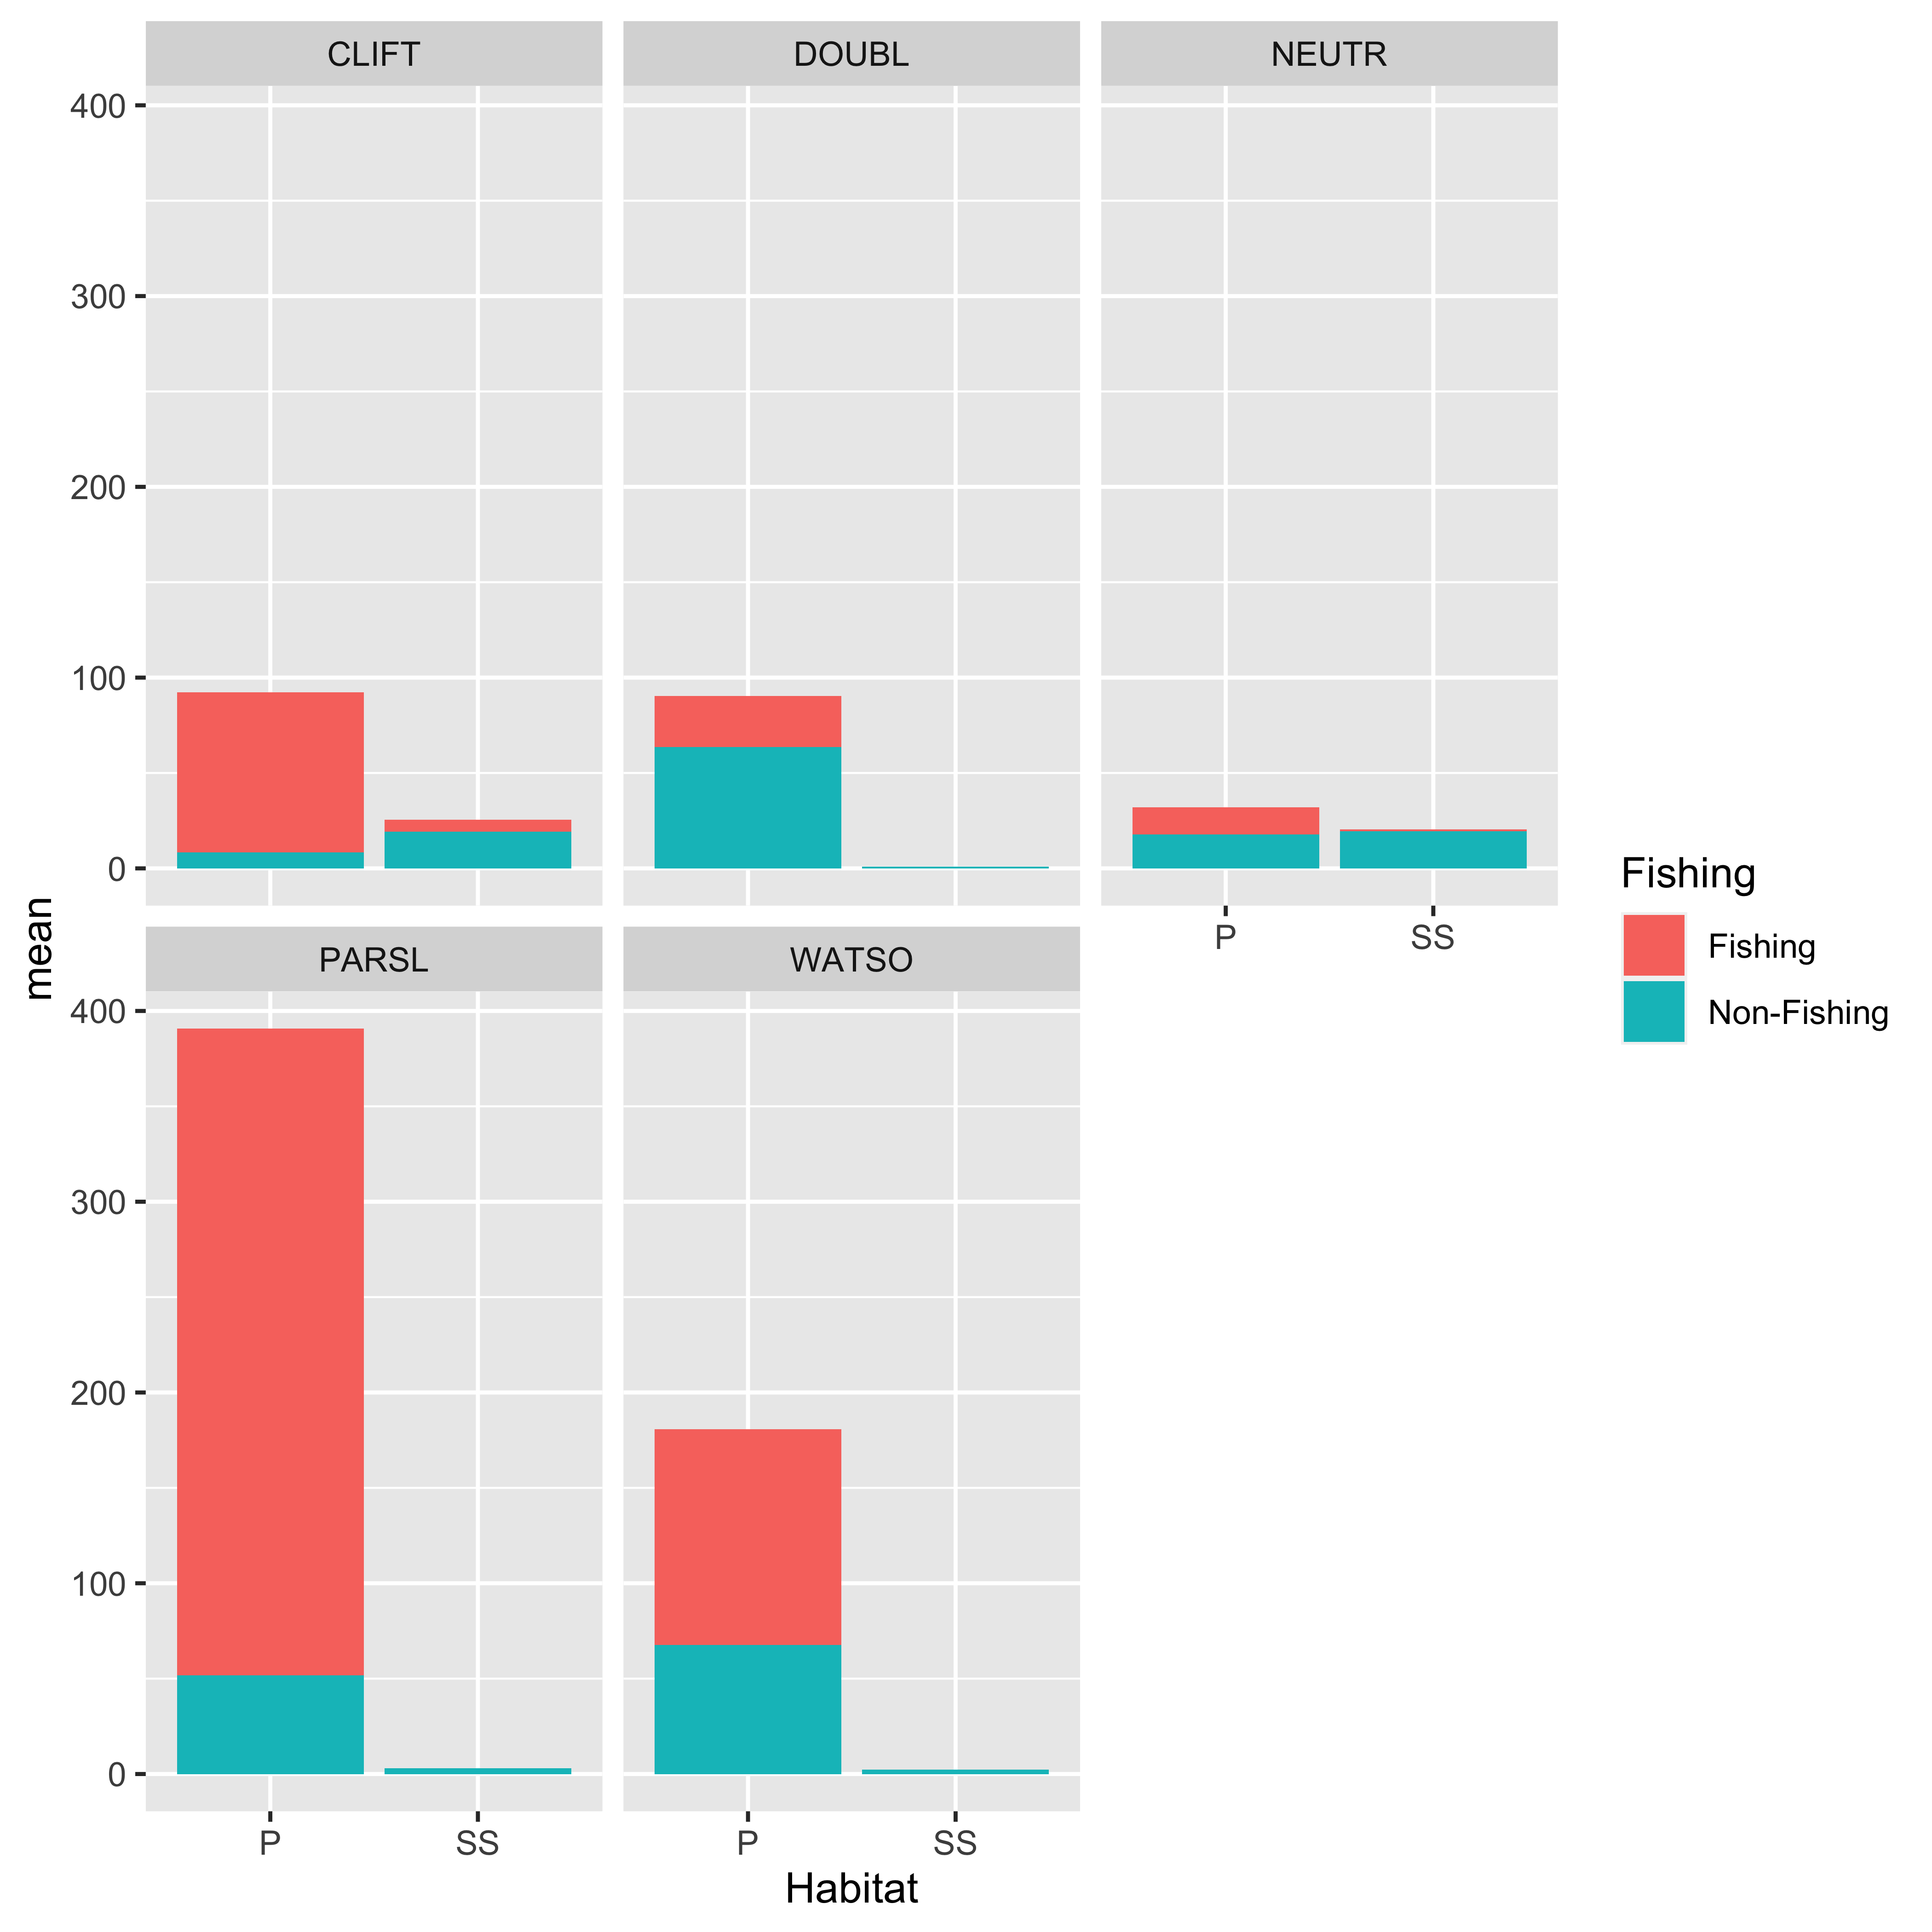 CLIFT
DOUBL
NEUTR
400
300
200
100
0
P
SS
mean
PARSL
WATSO
400
300
200
100
0
P
SS
P
SS
Habitat
Fishing
Fishing
Non-Fishing